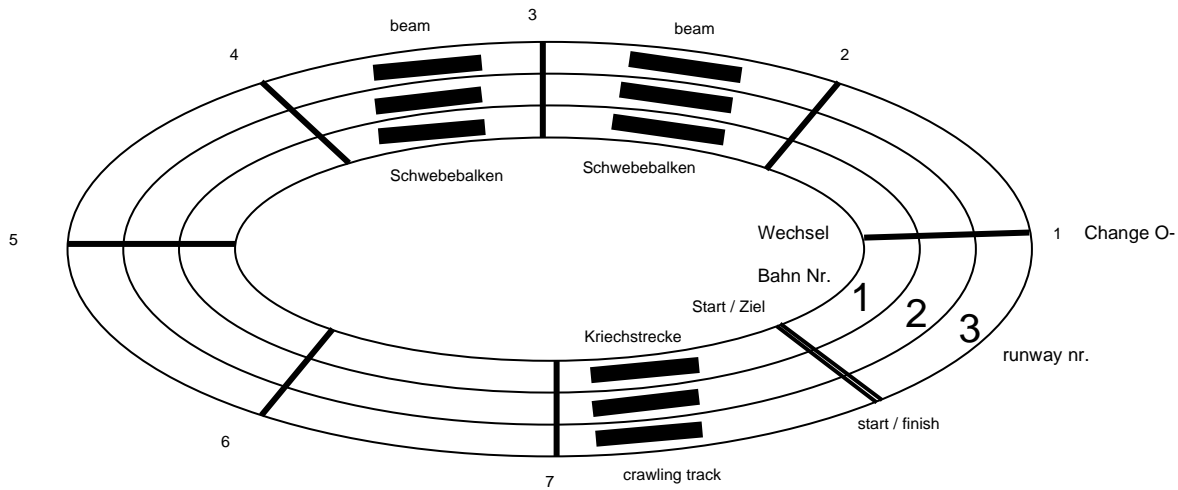 3
beam
beam
4
2
Schwebebalken
Schwebebalken
5
Wechsel
1
Change O-
Bahn Nr.
1
2
3
Start / Ziel
Kriechstrecke
runway nr.
start / finish
6
crawling track
7